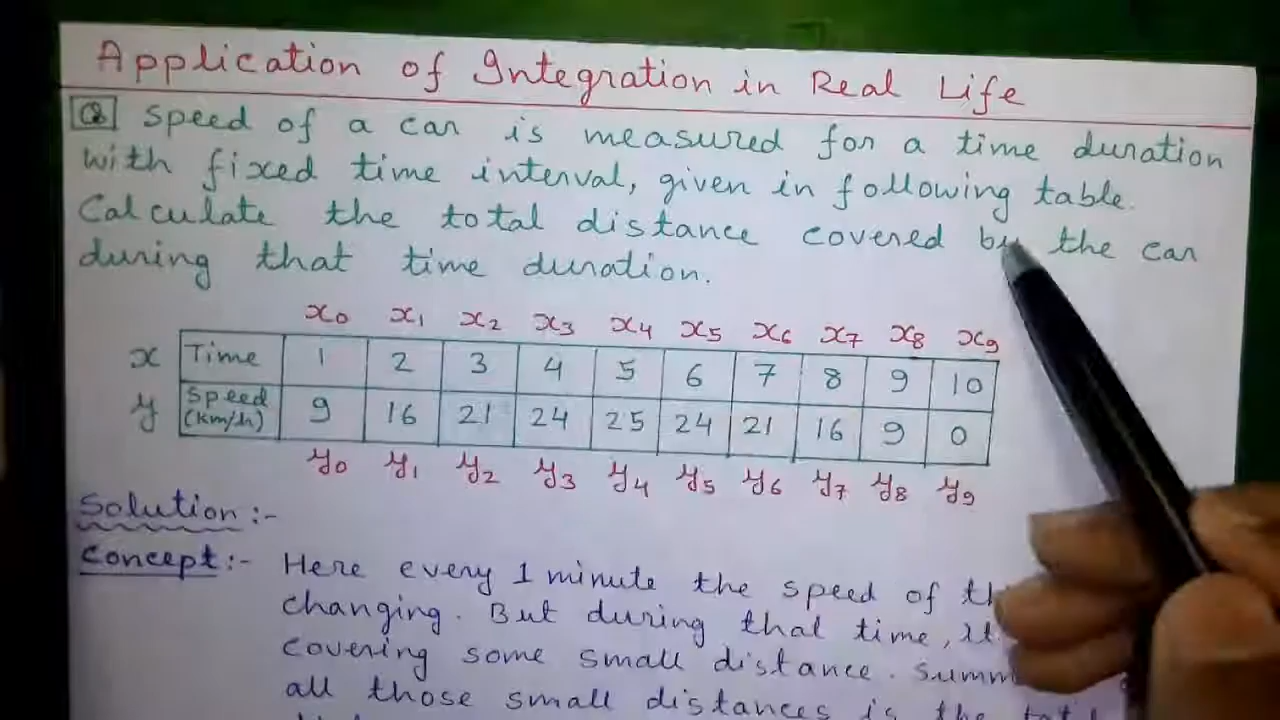 Application of Integration in Real Life
Q Speed of a car is measured for a time duration
with fixed time interval, given in following table.
Calculate the total distance covered by the car
during that time duration.
x₀ x₁ x₂ x₃ x₄ x₅ x₆ x₇ x₈ x₉
x Time 1 2 3 4 5 6 7 8 9 10
y Speed (km/h) 9 16 21 24 25 24 21 16 9 0
y₀ y₁ y₂ y₃ y₄ y₅ y₆ y₇ y₈ y₉
Solution :-
Concept :- Here every 1 minute the speed of
changing. But during that time, it
covering some small distance.
all those small distances is the